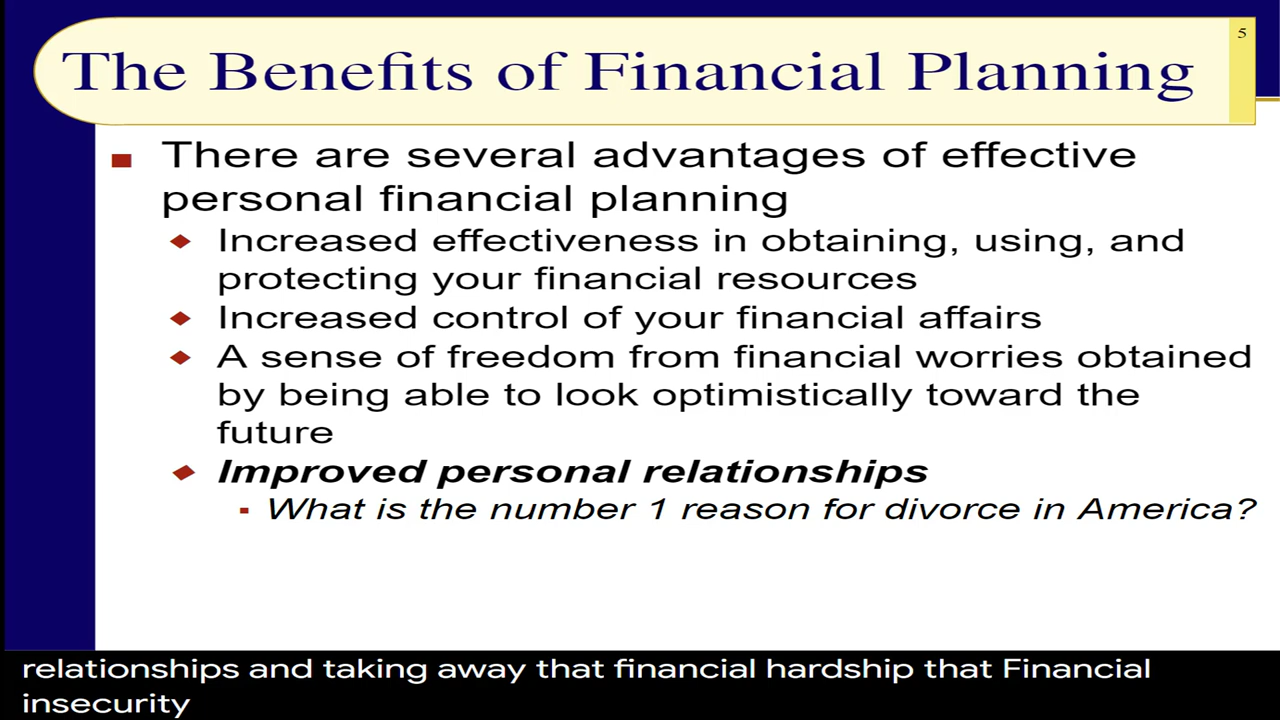 5
The Benefits of Financial Planning
There are several advantages of effective
personal financial planning
Increased effectiveness in obtaining, using, and
protecting your financial resources
Increased control of your financial affairs
A sense of freedom from financial worries obtained
by being able to look optimistically toward the
future
Improved personal relationships
What is the number 1 reason for divorce in America?
relationships and taking away that financial hardship that Financial
insecurity